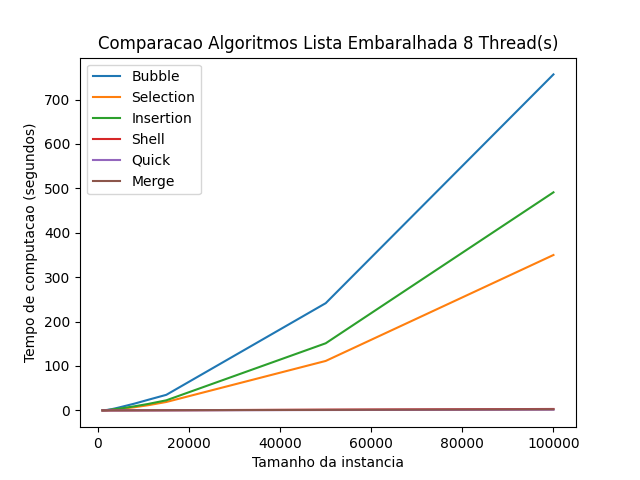 Comparacao Algoritmos Lista Embaralhada 8 Thread(s)
Bubble
Selection
Insertion
Shell
Quick
Merge
Tempo de computacao (segundos)
700
600
500
400
300
200
100
0
0 20000 40000 60000 80000 100000
Tamanho da instancia